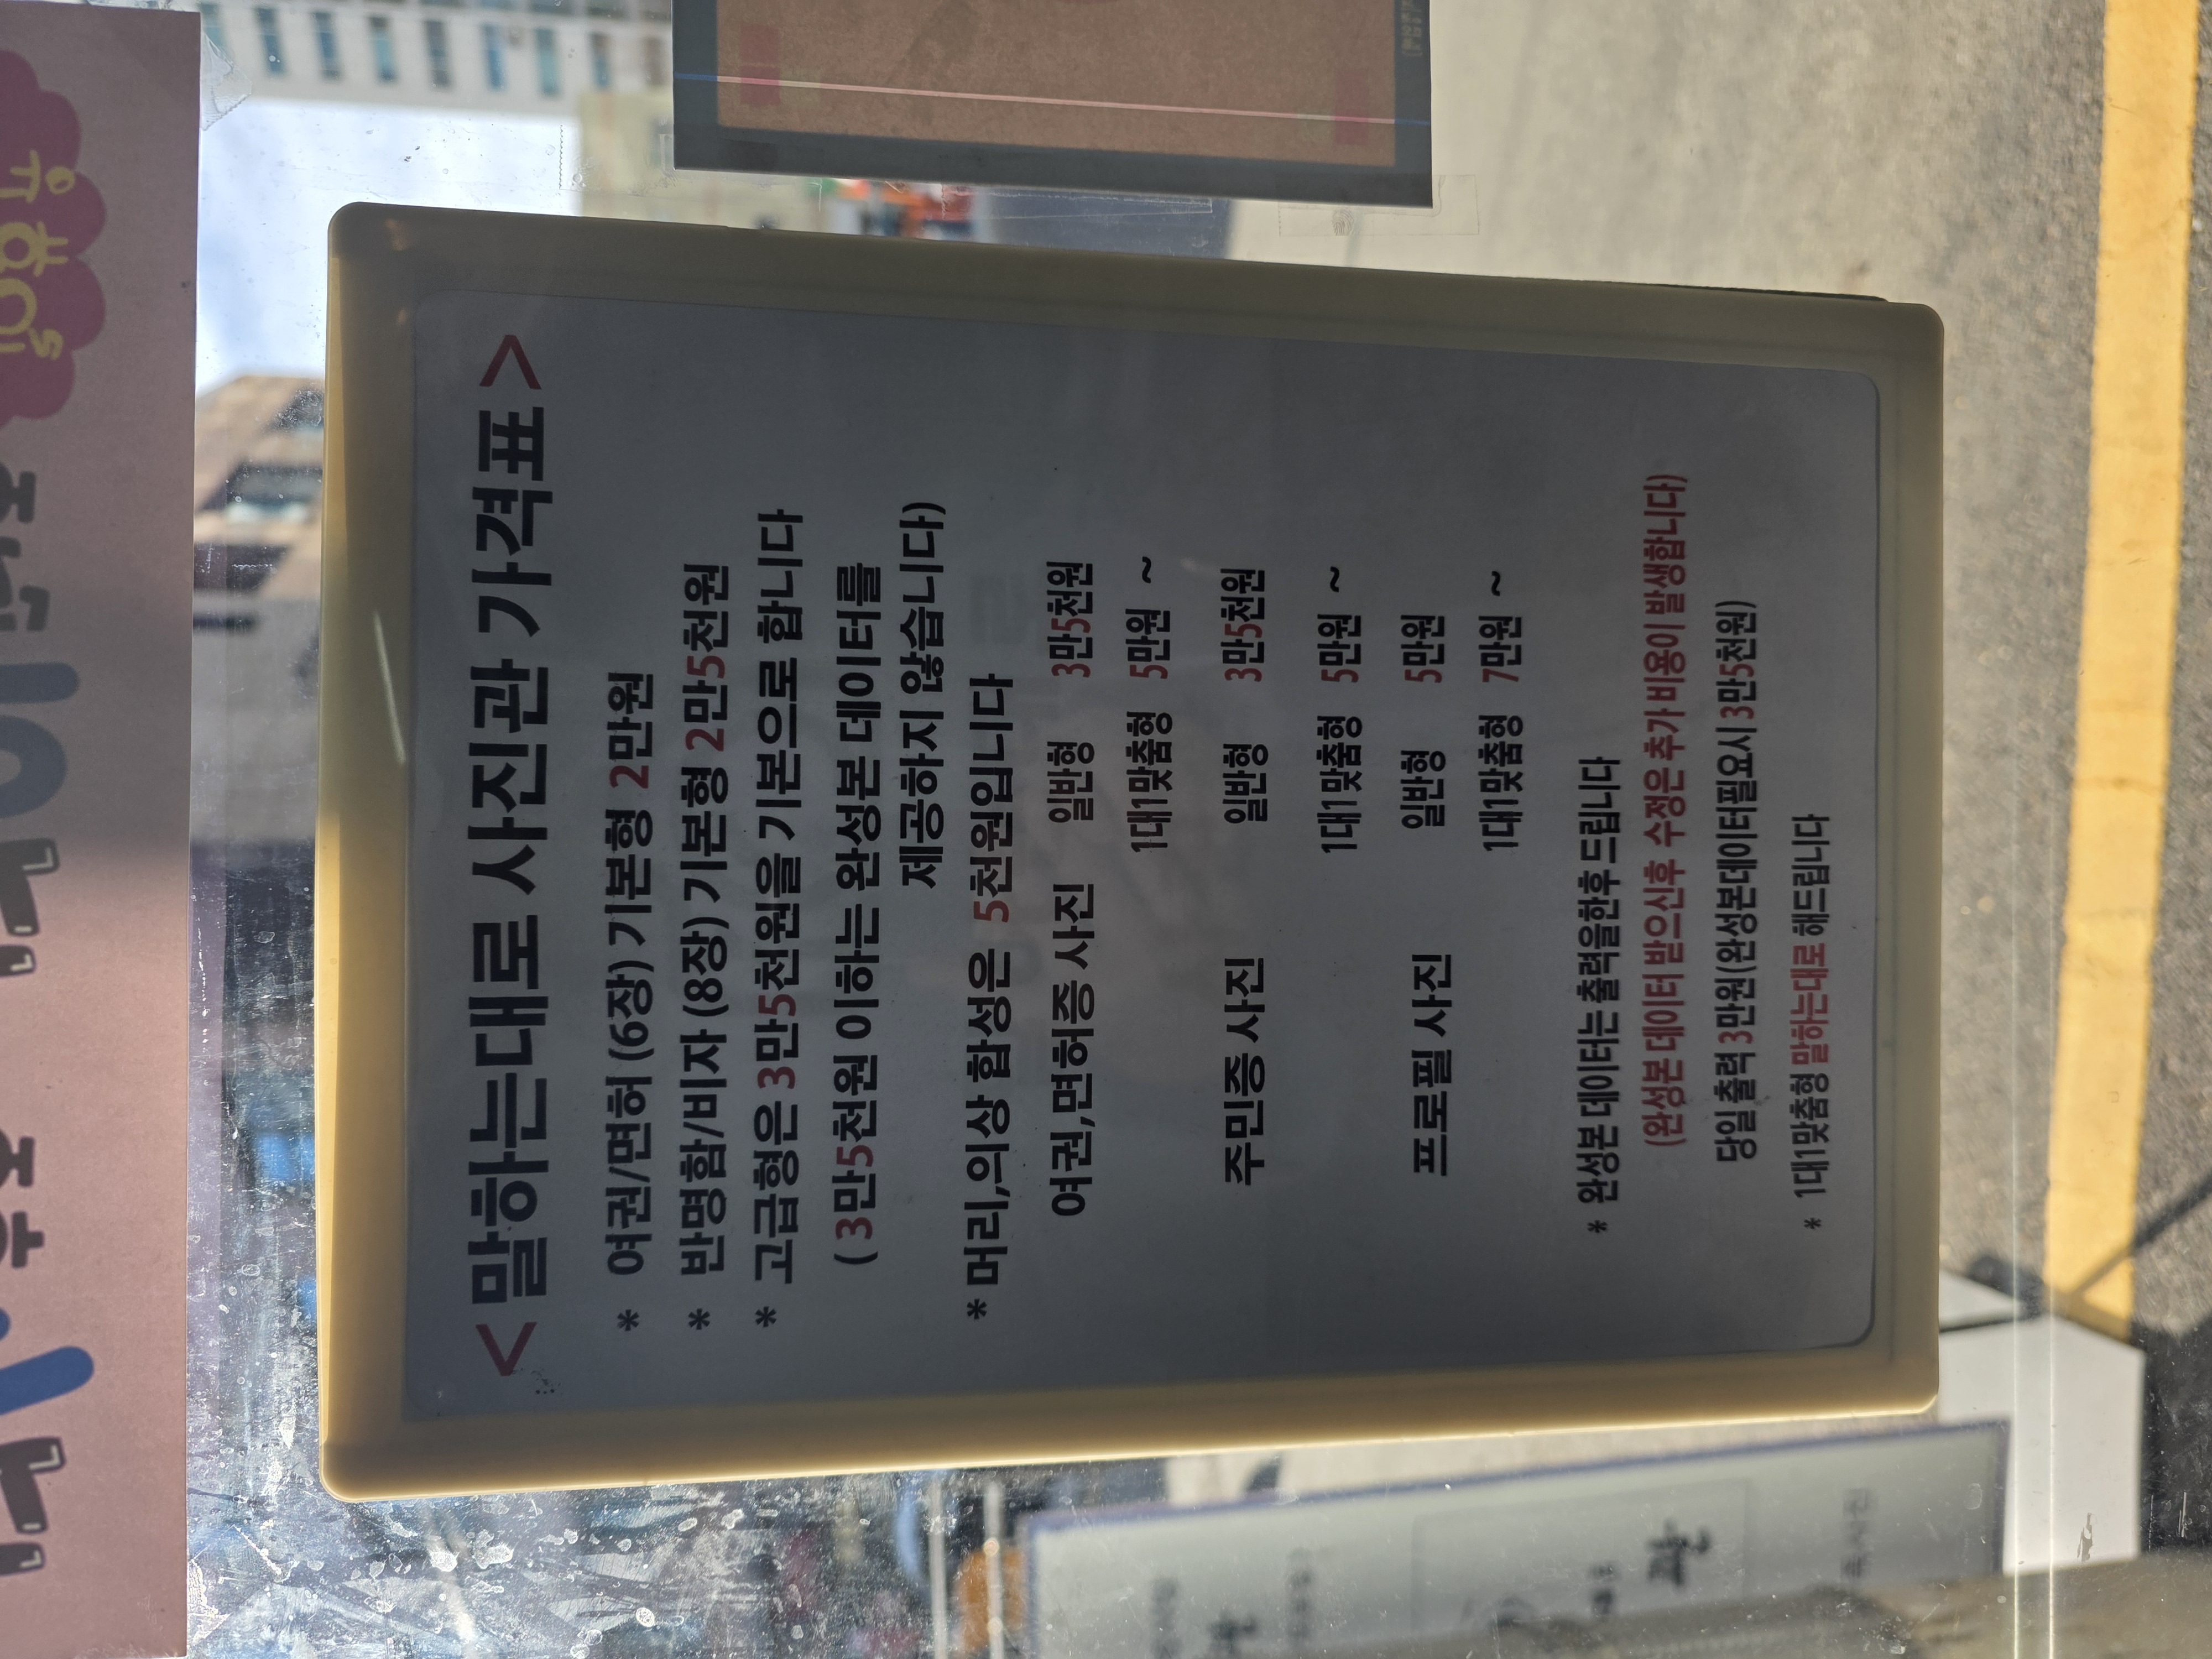 < 말하는대로 사진관 가격표 >
* 여권/면허 (6장) 기본형 2만원
* 반명함/비자 (8장) 기본형 2만5천원
* 고급형은 3만5천원을 기본으로 합니다
( 3만5천원 이하는 완성본 데이터를
제공하지 않습니다)
* 머리,의상 합성은 5천원입니다
여권,면허증 사진 일반형 3만5천원
1대1맞춤형 5만원 ~
주민증 사진 일반형 3만5천원
1대1맞춤형 5만원 ~
프로필 사진 일반형 5만원
1대1맞춤형 7만원 ~
* 완성본 데이터는 출력을한후 드립니다
(완성본 데이터 받으신후 수정은 추가 비용이 발생합니다)
당일 출력 3만원(완성본데이터필요시 3만5천원)
* 1대1맞춤형 말하는대로 해드립니다